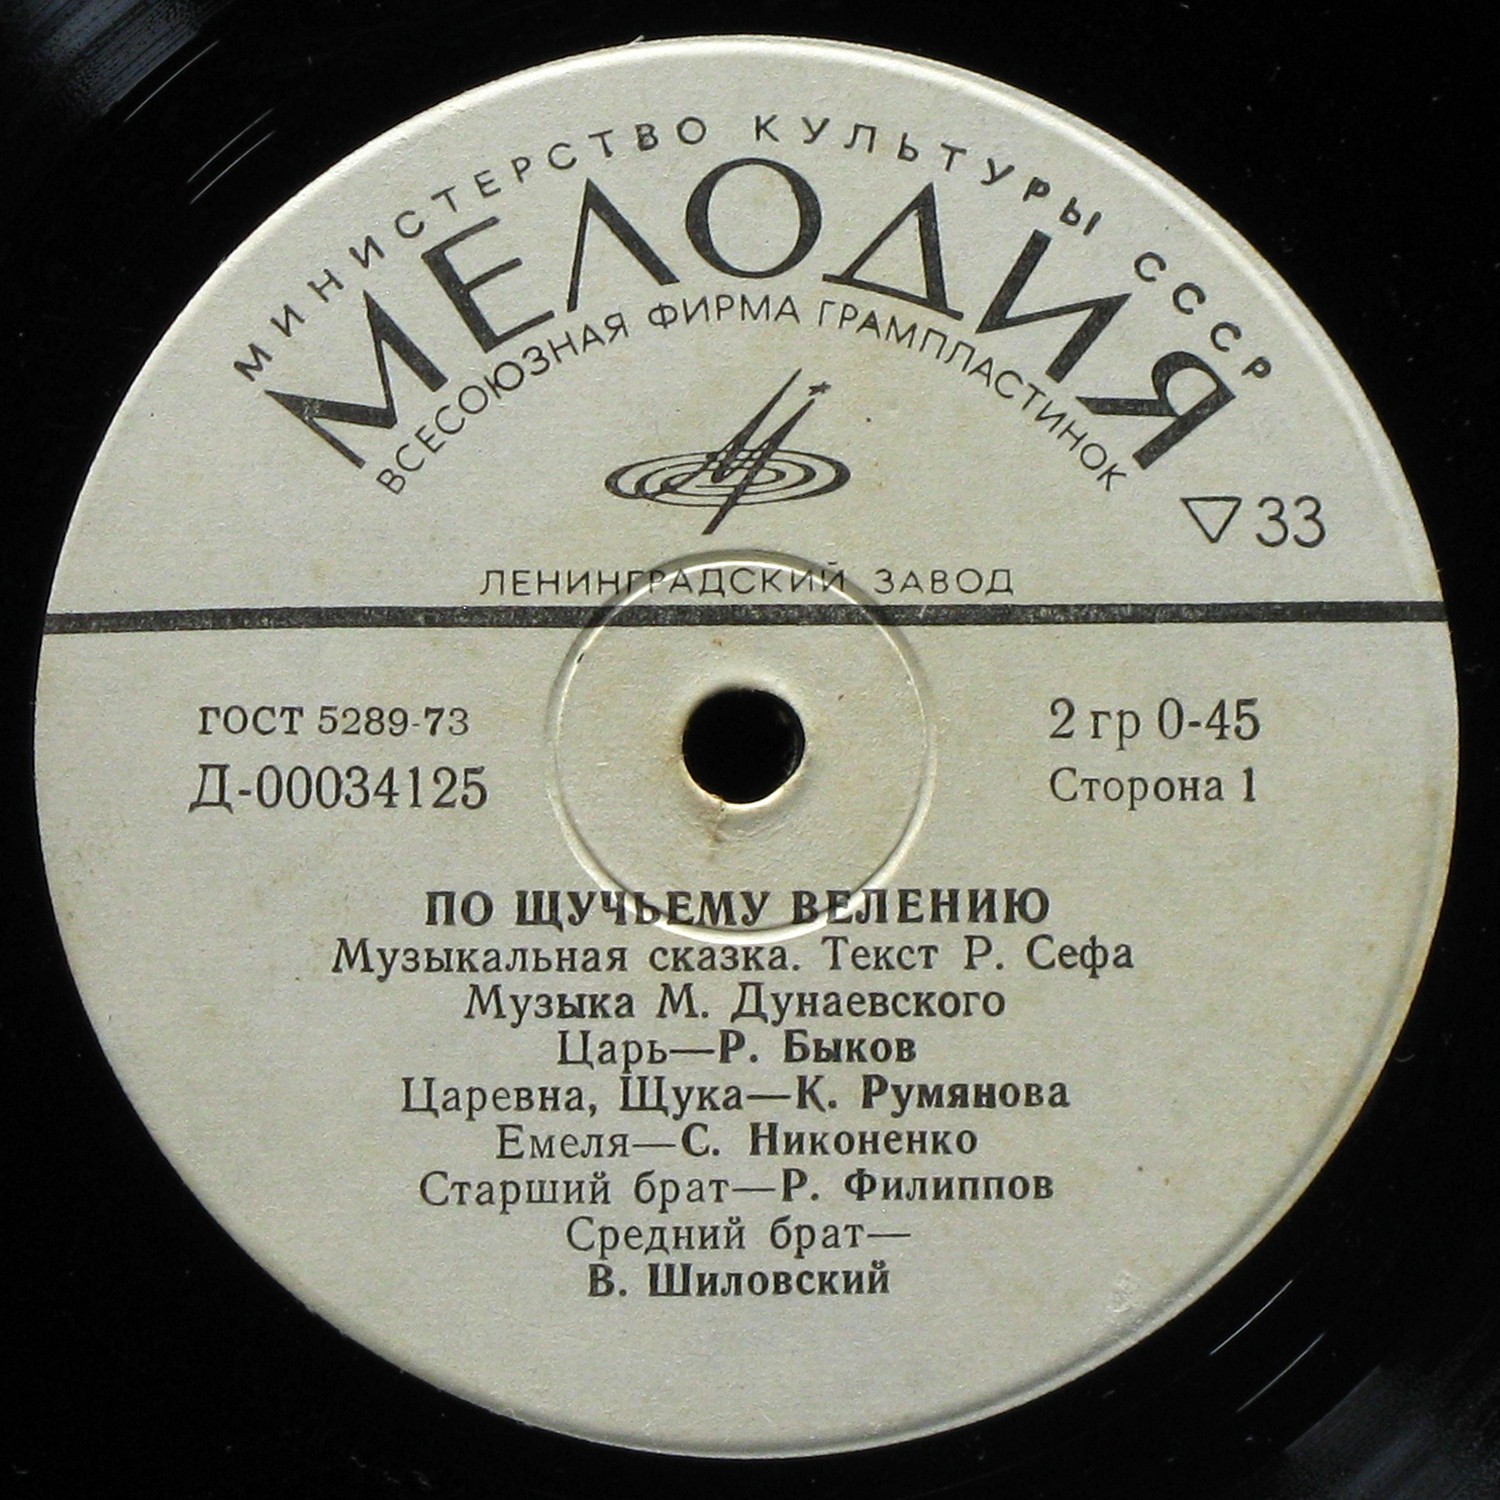 МИНИСТЕРСТВО КУЛЬТУРЫ СССР
МЕЛОДИЯ
ВСЕСОЮЗНАЯ ФИРМА ГРАМПЛАСТИНОК
33
ЛЕНИНГРАДСКИЙ ЗАВОД
ГОСТ 5289-73
2 гр 0-45
Д-00034125
Сторона 1
ПО ЩУЧЬЕМУ ВЕЛЕНИЮ
Музыкальная сказка. Текст Р. Сефа
Музыка М. Дунаевского
Царь—Р. Быков
Царевна, Щука—К. Румянова
Емеля—С. Никоненко
Старший брат—Р. Филиппов
Средний брат—
В. Шиловский